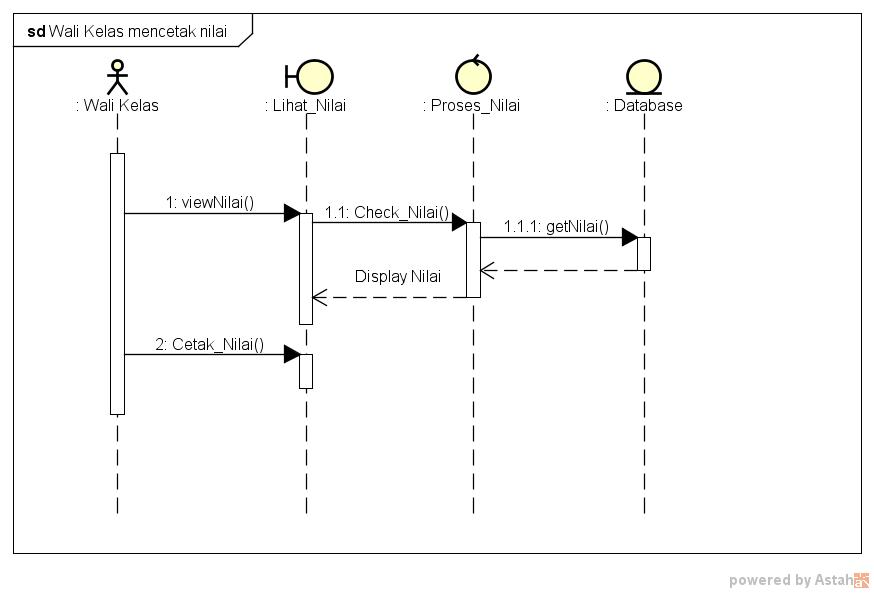 sd Wali Kelas mencetak nilai
: Wali Kelas
: Lihat_Nilai
: Proses_Nilai
: Database
1: viewNilai()
1.1: Check_Nilai()
1.1.1: getNilai()
Display Nilai
2: Cetak_Nilai()
powered by Astah